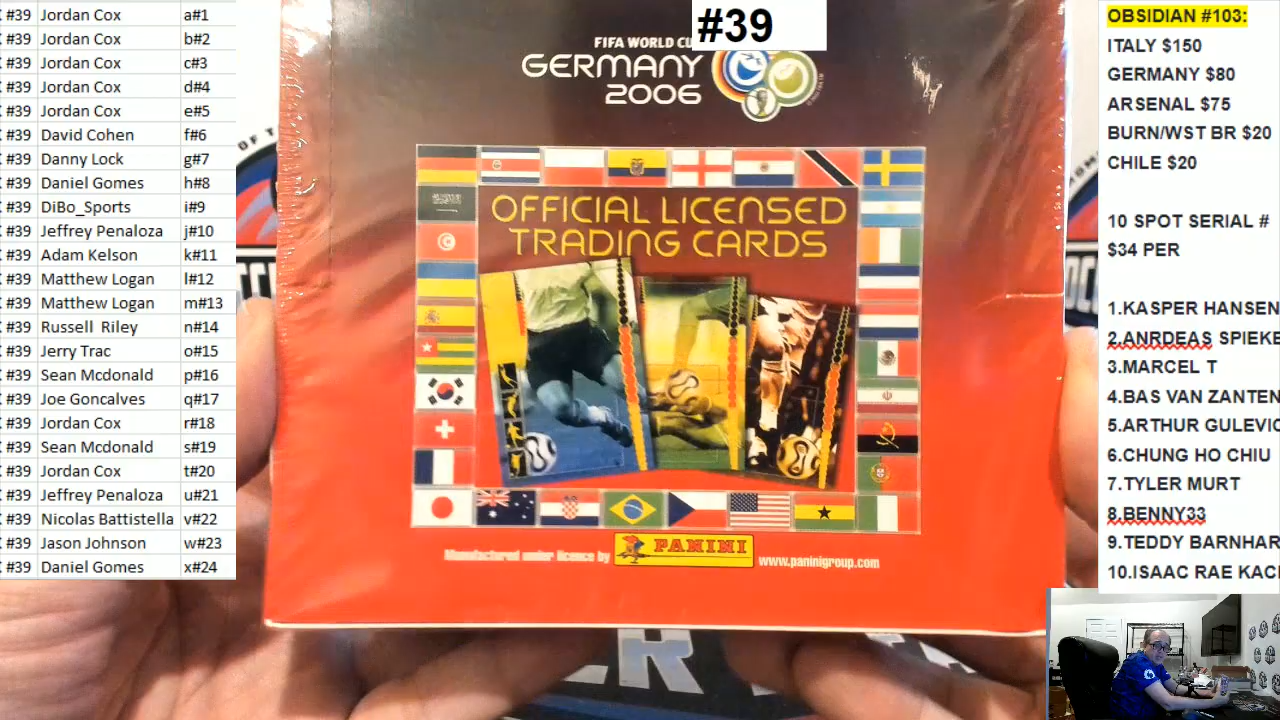 #39 Jordan Cox a#1
#39 Jordan Cox b#2
#39 Jordan Cox c#3
#39 Jordan Cox d#4
#39 Jordan Cox e#5
#39 David Cohen f#6
#39 Danny Lock g#7
#39 Daniel Gomes h#8
#39 DiBo_Sports i#9
#39 Jeffrey Penaloza j#10
#39 Adam Kelson k#11
#39 Matthew Logan l#12
#39 Matthew Logan m#13
#39 Russell Riley n#14
#39 Jerry Trac o#15
#39 Sean Mcdonald p#16
#39 Joe Goncalves q#17
#39 Jordan Cox r#18
#39 Sean Mcdonald s#19
#39 Jordan Cox t#20
#39 Jeffrey Penaloza u#21
#39 Nicolas Battistella v#22
#39 Jason Johnson w#23
#39 Daniel Gomes x#24
#39
FIFA WORLD CU
GERMANY
2006
OFFICIAL LICENSED
TRADING CARDS
Manufactured under licence by PANINI www.paninigroup.com
OBSIDIAN #103:
ITALY $150
GERMANY $80
ARSENAL $75
BURN/WST BR $20
CHILE $20
10 SPOT SERIAL #
$34 PER
1.KASPER HANSEN
2.ANRDEAS SPIEKE
3.MARCEL T
4.BAS VAN ZANTEN
5.ARTHUR GULEVIC
6.CHUNG HO CHIU
7.TYLER MURT
8.BENNY33
9.TEDDY BARNHAR
10.ISAAC RAE KACI